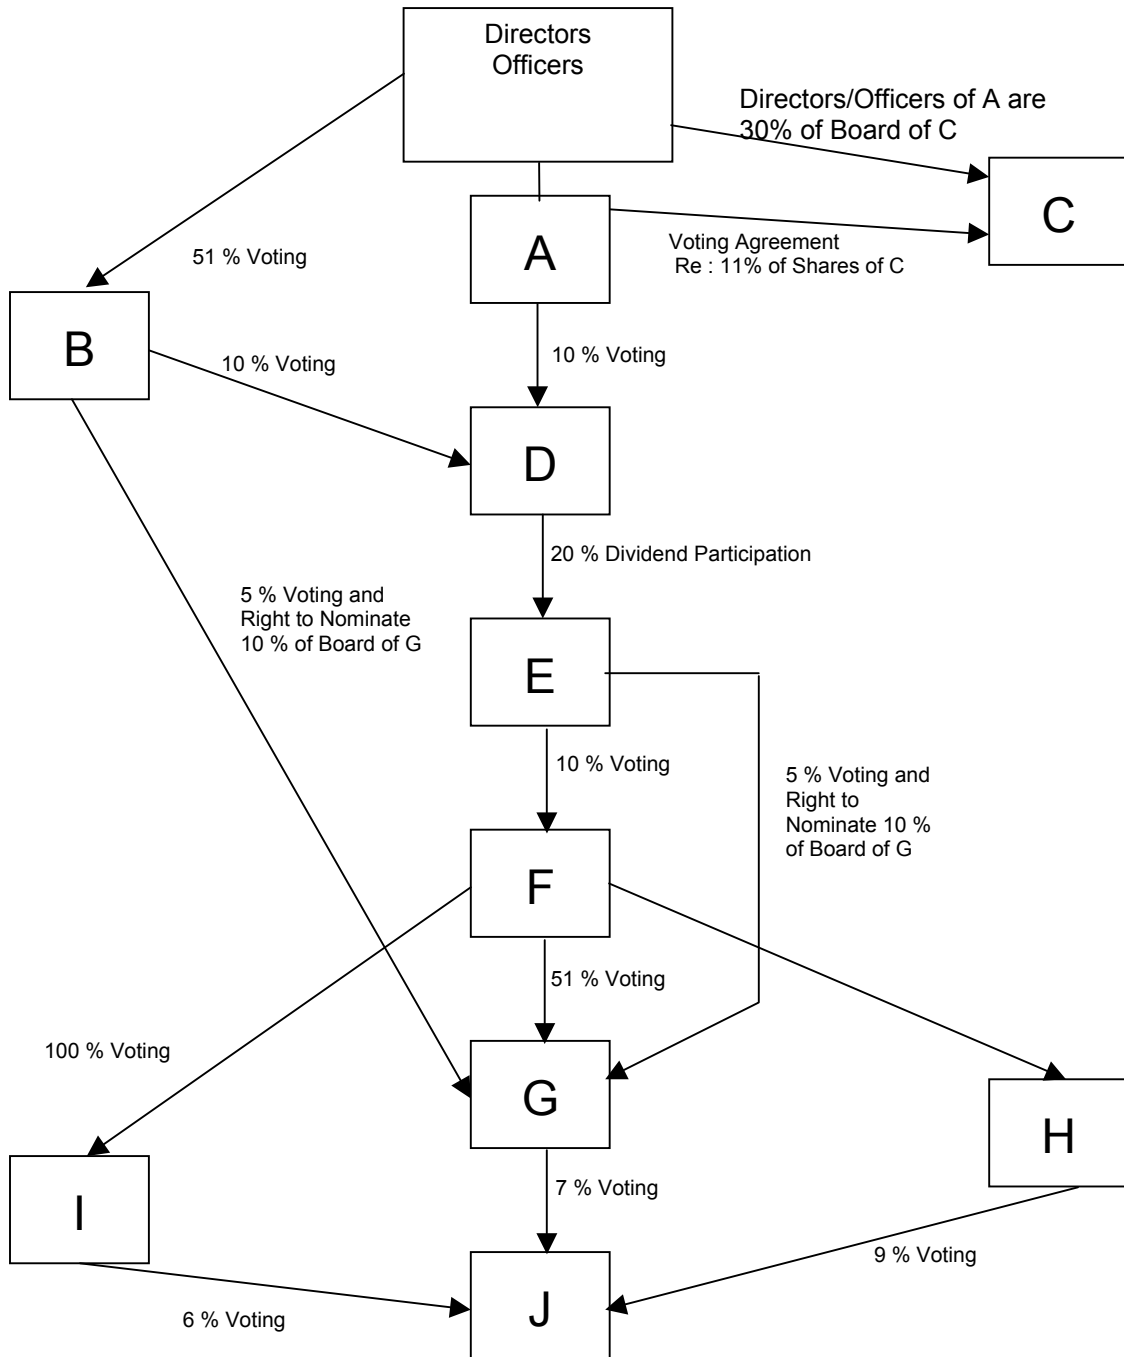 Directors
Officers
Directors/Officers of A are
30% of Board of C
C
A
Voting Agreement
Re : 11% of Shares of C
51 % Voting
B
10 % Voting
10 % Voting
D
20 % Dividend Participation
5 % Voting and
Right to Nominate
10 % of Board of G
E
10 % Voting
5 % Voting and
Right to
Nominate 10 %
of Board of G
F
51 % Voting
100 % Voting
G
H
I
7 % Voting
9 % Voting
6 % Voting
J